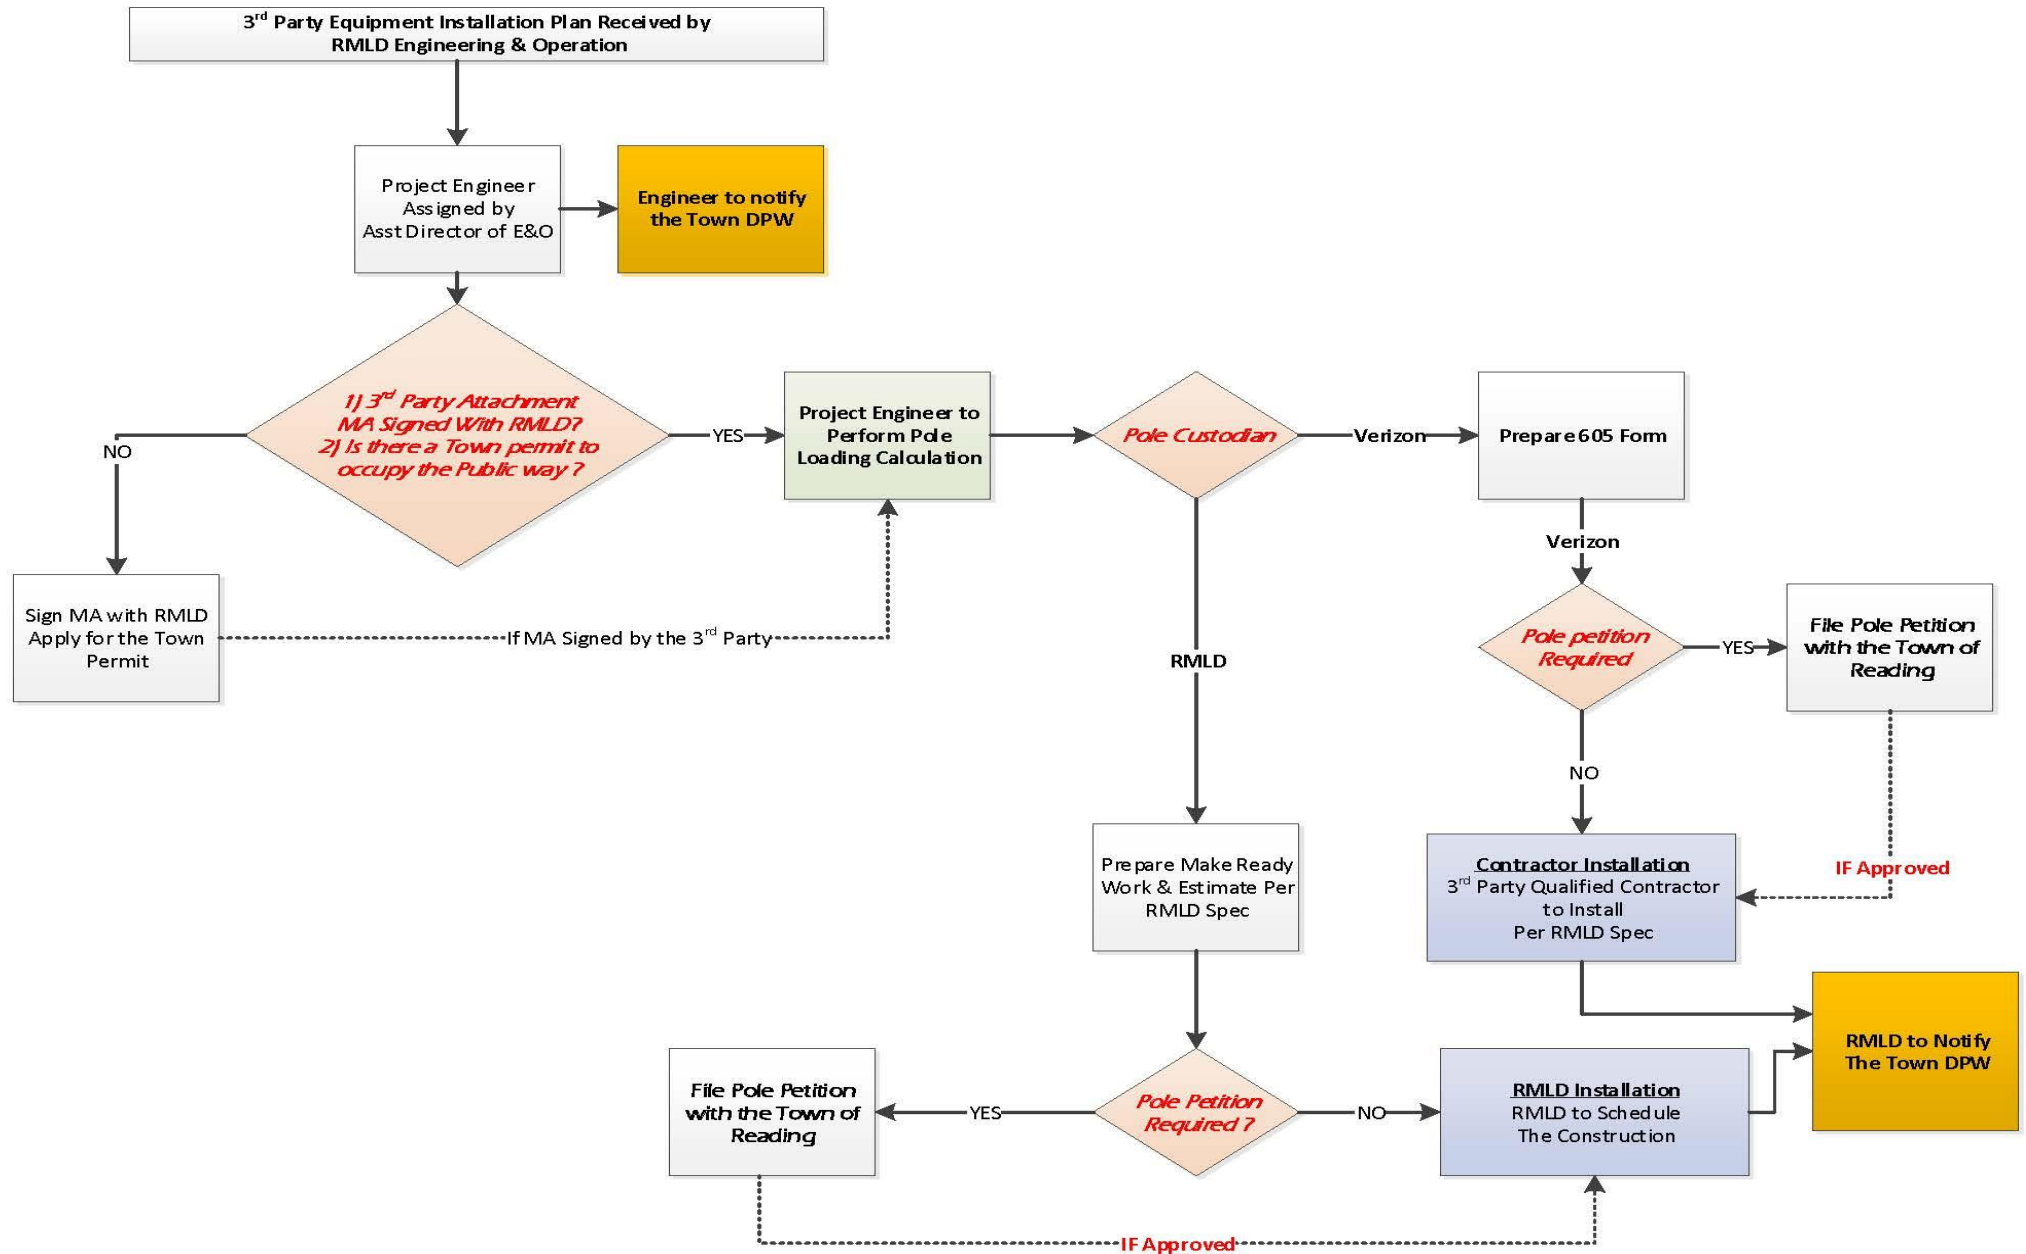 3rd Party Equipment Installation Plan Received by
RMLD Engineering & Operation
Project Engineer
Assigned by
Asst Director of E&O
Engineer to notify
the Town DPW
1) 3rd Party Attachment
MA Signed With RMLD?
2) Is there a Town permit to
occupy the Public way ?
NO
YES
Sign MA with RMLD
Apply for the Town
Permit
If MA Signed by the 3rd Party
Project Engineer to
Perform Pole
Loading Calculation
Pole Custodian
Verizon
Prepare 605 Form
Verizon
Pole petition
Required
YES
File Pole Petition
with the Town of
Reading
NO
IF Approved
Contractor Installation
3rd Party Qualified Contractor
to Install
Per RMLD Spec
RMLD
Prepare Make Ready
Work & Estimate Per
RMLD Spec
Pole Petition
Required ?
YES
File Pole Petition
with the Town of
Reading
NO
RMLD Installation
RMLD to Schedule
The Construction
IF Approved
RMLD to Notify
The Town DPW